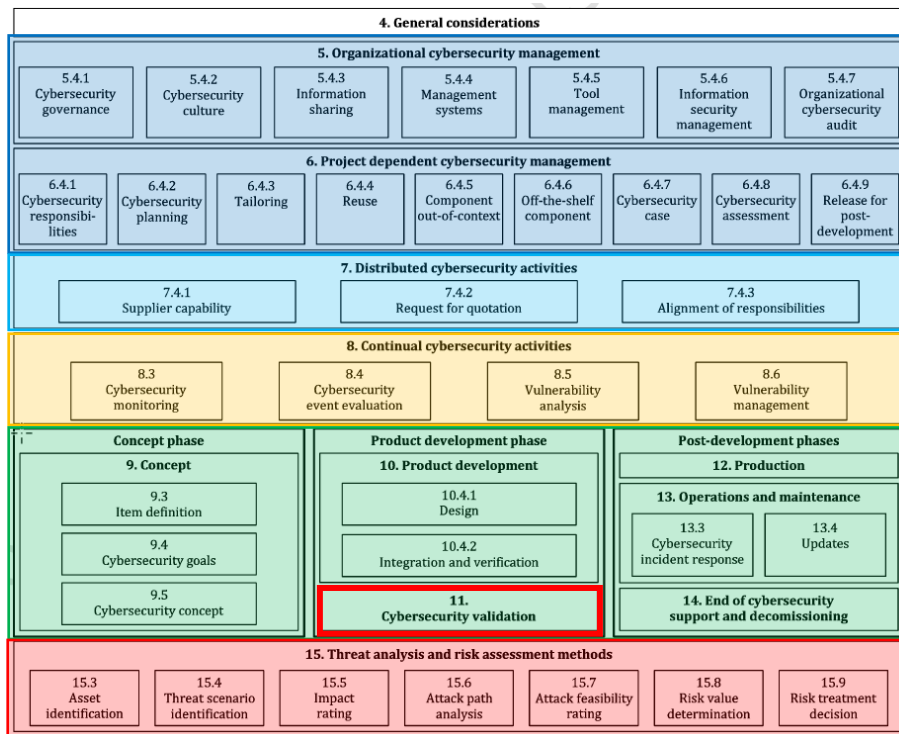 4. General considerations
5. Organizational cybersecurity management
5.4.1
Cybersecurity
governance
5.4.2
Cybersecurity
culture
5.4.3
Information
sharing
5.4.4
Management
systems
5.4.5
Tool
management
5.4.6
Information
security
management
5.4.7
Organizational
cybersecurity
audit
6. Project dependent cybersecurity management
6.4.1
Cybersecurity
responsibi-
lities
6.4.2
Cybersecurity
planning
6.4.3
Tailoring
6.4.4
Reuse
6.4.5
Component
out-of-context
6.4.6
Off-the-shelf
component
6.4.7
Cybersecurity
case
6.4.8
Cybersecurity
assessment
6.4.9
Release for
post-
development
7. Distributed cybersecurity activities
7.4.1
Supplier capability
7.4.2
Request for quotation
7.4.3
Alignment of responsibilities
8. Continual cybersecurity activities
8.3
Cybersecurity
monitoring
8.4
Cybersecurity
event evaluation
8.5
Vulnerability
analysis
8.6
Vulnerability
management
Concept phase
9. Concept
9.3
Item definition
9.4
Cybersecurity goals
9.5
Cybersecurity concept
Product development phase
10. Product development
10.4.1
Design
10.4.2
Integration and verification
11.
Cybersecurity validation
Post-development phases
12. Production
13. Operations and maintenance
13.3
Cybersecurity
incident response
13.4
Updates
14. End of cybersecurity
support and decomissioning
15. Threat analysis and risk assessment methods
15.3
Asset
identification
15.4
Threat scenario
identification
15.5
Impact
rating
15.6
Attack path
analysis
15.7
Attack feasibility
rating
15.8
Risk value
determination
15.9
Risk treatment
decision